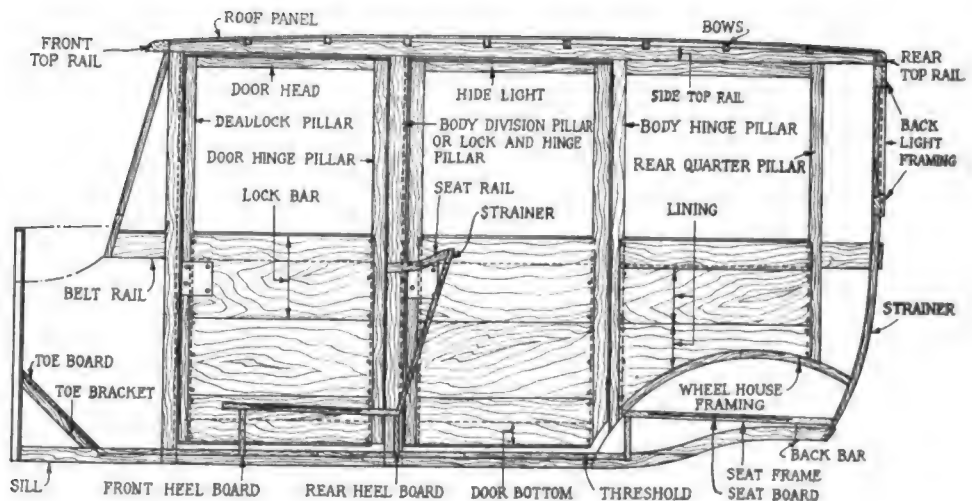 ROOF PANEL
BOWS
FRONT
TOP RAIL
REAR
TOP RAIL
DOOR HEAD
HIDE LIGHT
SIDE TOP RAIL
DEADLOCK PILLAR
BODY DIVISION PILLAR
OR LOCK AND HINGE
PILLAR
BODY HINGE PILLAR
BACK
LIGHT
FRAMING
DOOR HINGE PILLAR
REAR QUARTER PILLAR
LOCK BAR
SEAT RAIL
STRAINER
LINING
BELT RAIL
STRAINER
TOE BOARD
TOE BRACKET
WHEEL HOUSE
FRAMING
BACK BAR
SILL
FRONT HEEL BOARD
REAR HEEL BOARD
DOOR BOTTOM
THRESHOLD
SEAT FRAME
SEAT BOARD